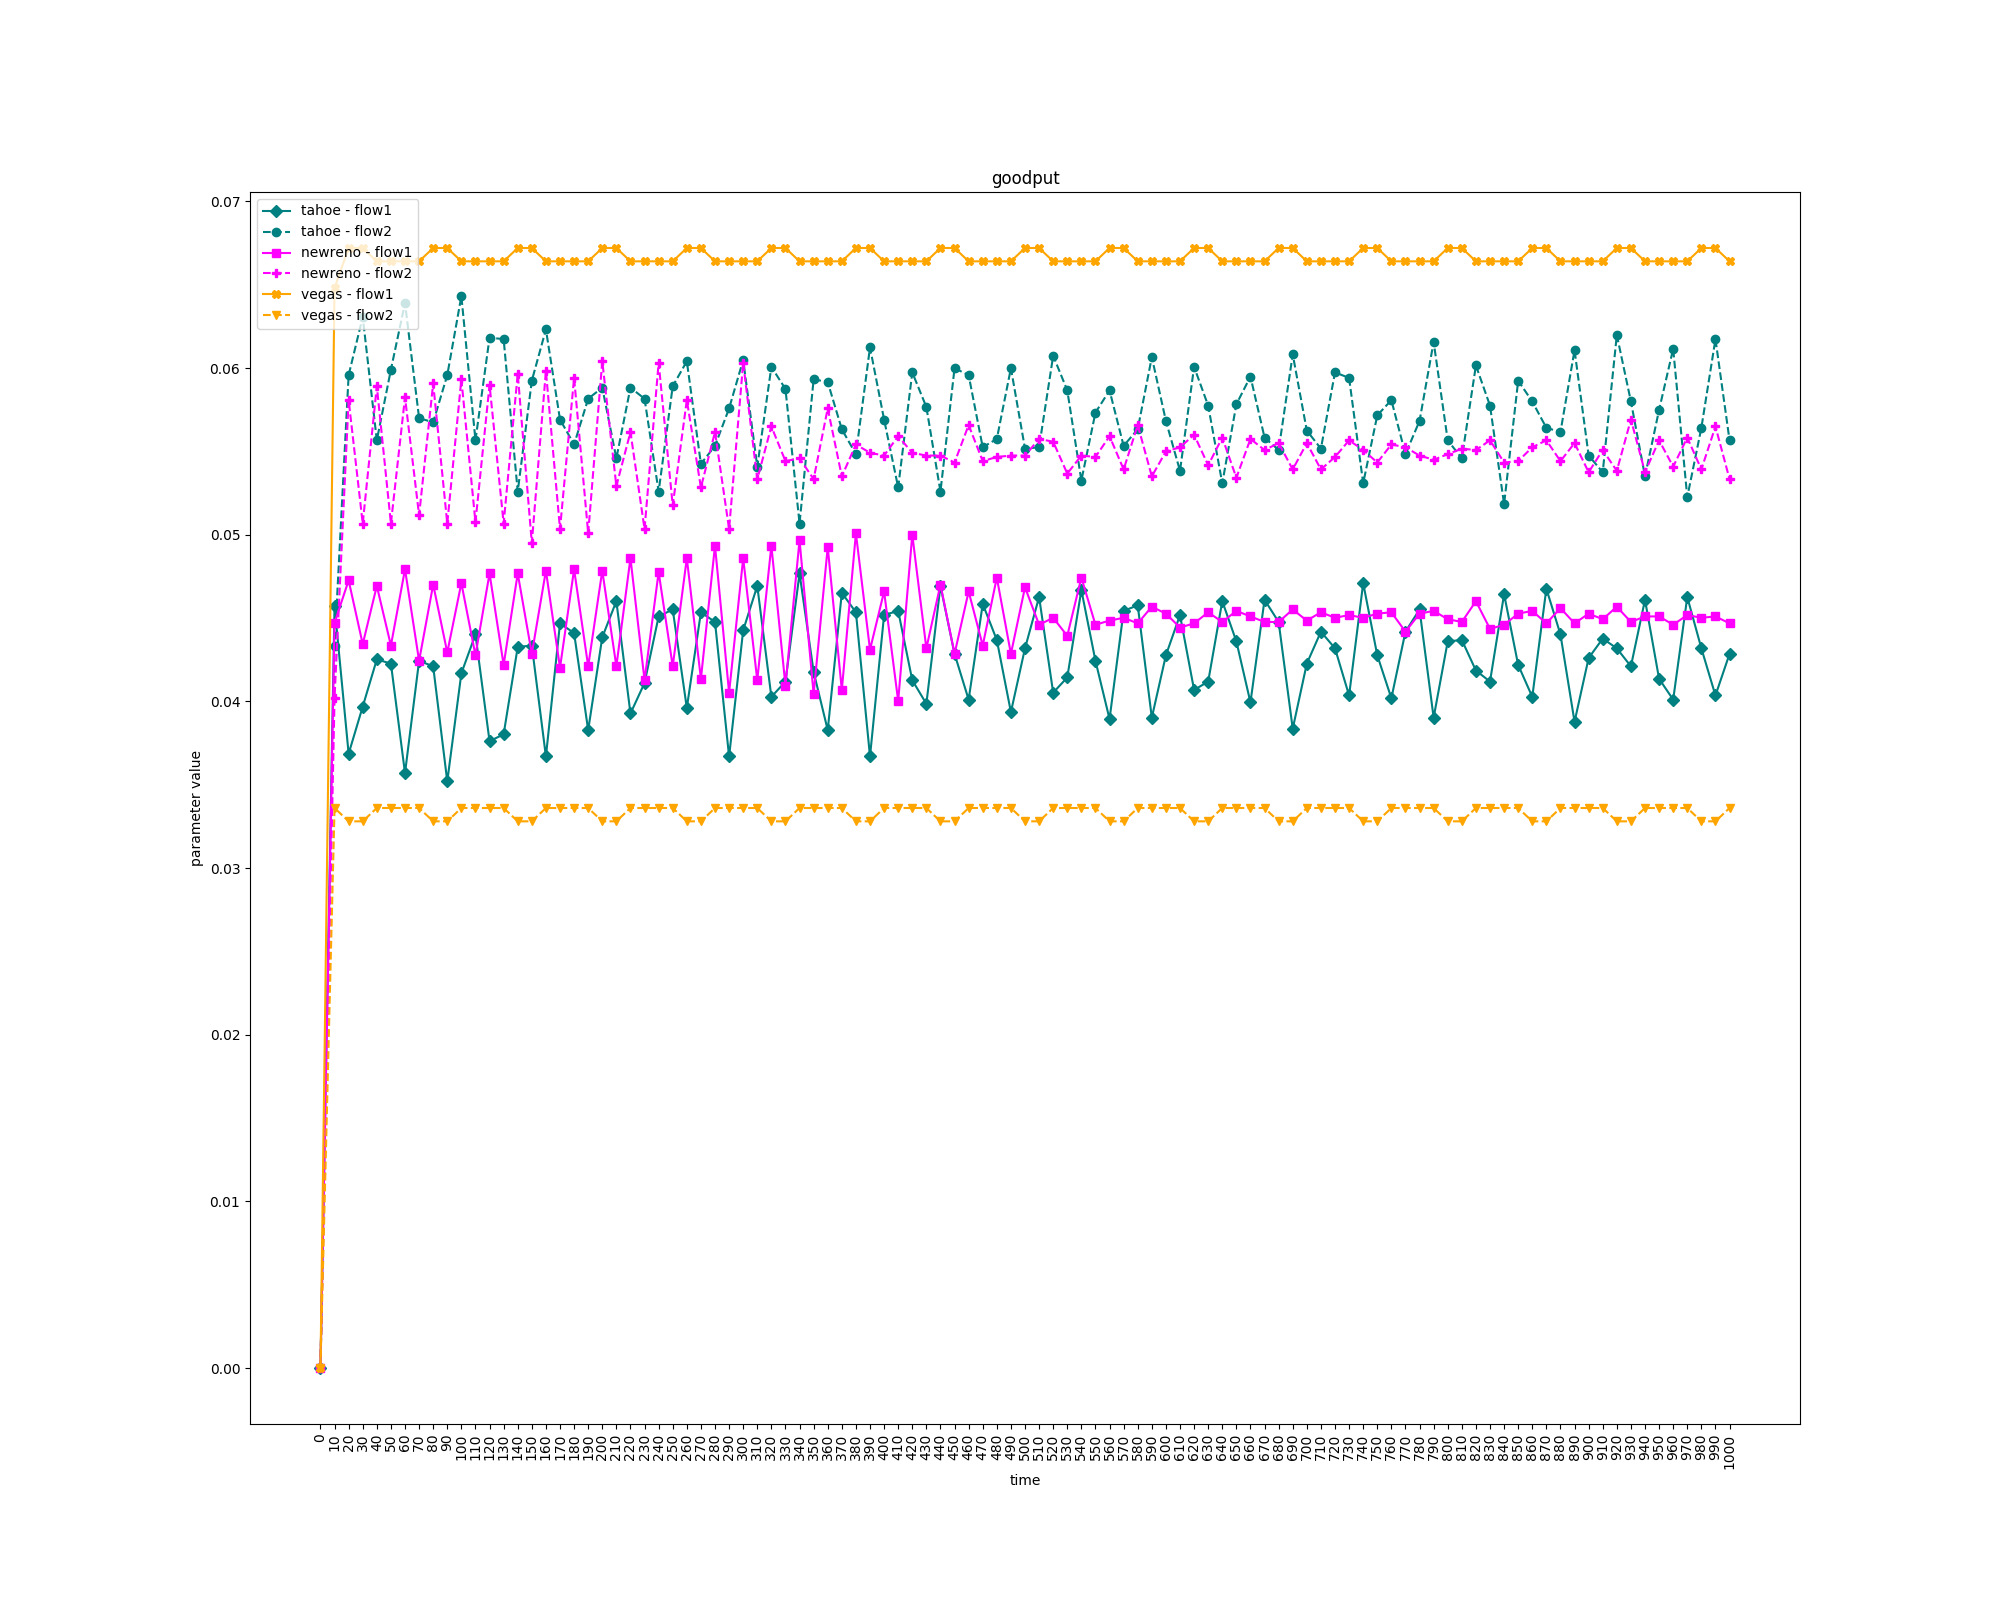 goodput
tahoe - flow1
tahoe - flow2
newreno - flow1
newreno - flow2
vegas - flow1
vegas - flow2
parameter value
0.07
0.06
0.05
0.04
0.03
0.02
0.01
0.00
0 10 20 30 40 50 60 70 80 90 100 110 120 130 140 150 160 170 180 190 200 210 220 230 240 250 260 270 280 290 300 310 320 330 340 350 360 370 380 390 400 410 420 430 440 450 460 470 480 490 500 510 520 530 540 550 560 570 580 590 600 610 620 630 640 650 660 670 680 690 700 710 720 730 740 750 760 770 780 790 800 810 820 830 840 850 860 870 880 890 900 910 920 930 940 950 960 970 980 990 1000
time